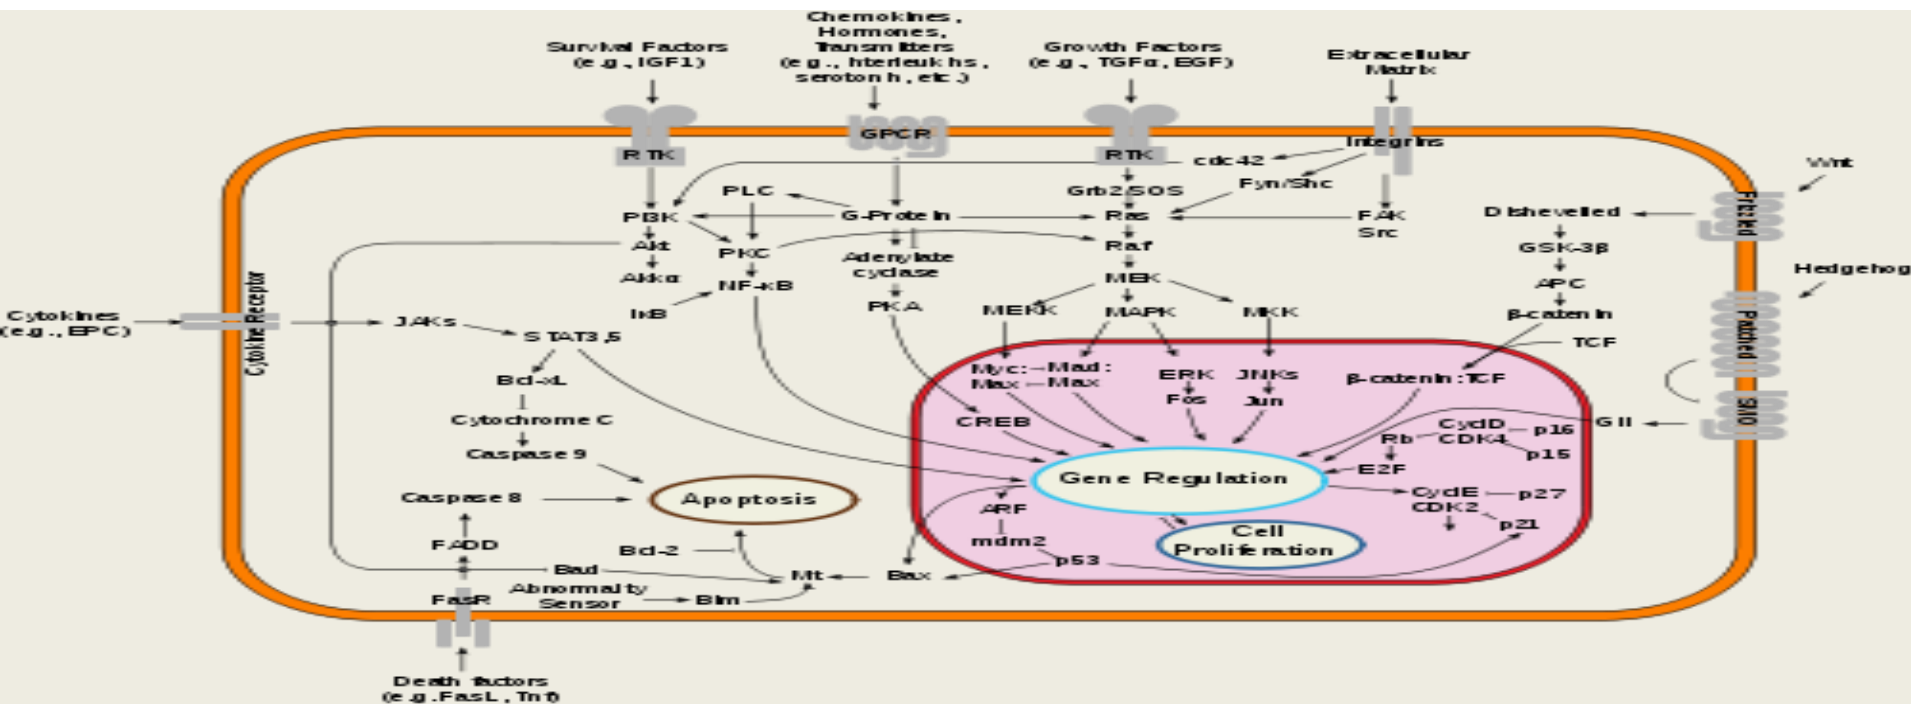 Chemokines,
Hormones,
Transmitters
(e.g., Interleukins,
serotonin, etc.)
Survival Factors
(e.g., IGF1)
Growth Factors
(e.g., TGFα, EGF)
Extracellular
Matrix
GPCR
RTK
RTK
Integrins
cdc42
Wnt
PLC
Grb2/SOS
Fyn/Shc
Frizzled
PI3K
G-Protein
Ras
FAK
Src
Dishevelled
Akt
PKC
Raf
GSK-3β
Adenylate
cyclase
Akkα
NF-κB
MEK
APC
Hedgehog
PKA
IκB
MEKK
MAPK
MKK
β-catenin
Cytokines
(e.g., EPC)
Cytokine Receptor
JAKs
STAT3,5
TCF
Patched
Myc:
Max
Mad:
Max
ERK
JNKs
β-catenin:TCF
Bcl-xL
Fos
Jun
SMO
Cytochrome C
CREB
CyclD
CDK4
p16
Gli
Rb
p15
Caspase 9
E2F
Gene Regulation
Caspase 8
Apoptosis
CyclE
CDK2
p27
ARF
p21
Cell
Proliferation
FADD
Bcl-2
mdm2
p53
Bad
Mt
Bax
Abnormality
Sensor
Bim
FasR
Death factors
(e.g. FasL, Tnf)